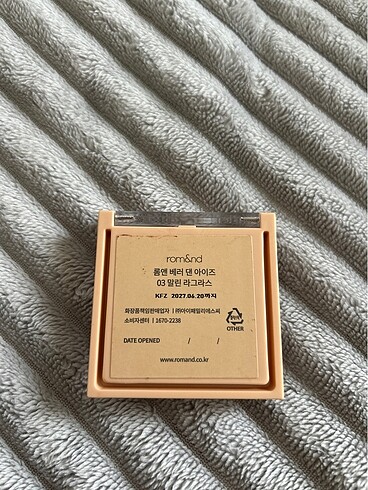 rom&nd
롬앤 베러 댄 아이즈
03 말린 라그라스
KFZ 2027.06.20까지
화장품책임판매업자 | (주)아이패밀리에스씨
소비자센터 | 1670-2238
OTHER
DATE OPENED / /
www.romand.co.kr